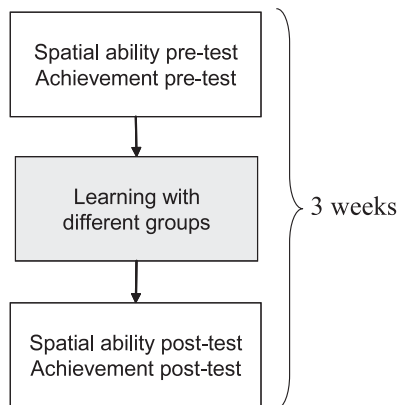 Spatial ability pre-test
Achievement pre-test
Learning with
different groups
3 weeks
Spatial ability post-test
Achievement post-test